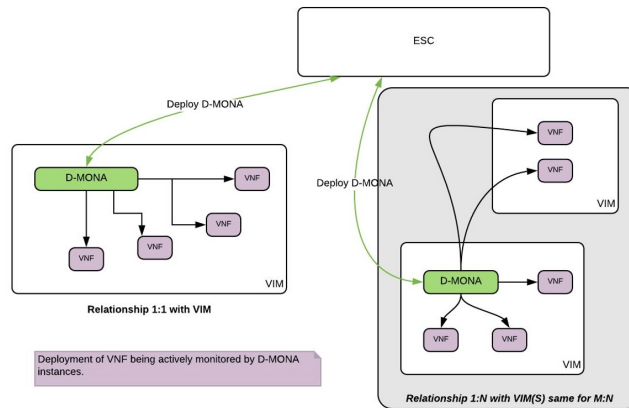 ESC
Deploy D-MONA
VNF
VNF
VIM
Deploy D-MONA
D-MONA
VNF
VNF
VNF
VNF
VIM
Relationship 1:1 with VIM
D-MONA
VNF
VNF
VNF
VIM
Deployment of VNF being actively monitored by D-MONA
instances.
Relationship 1:N with VIM(S) same for M:N